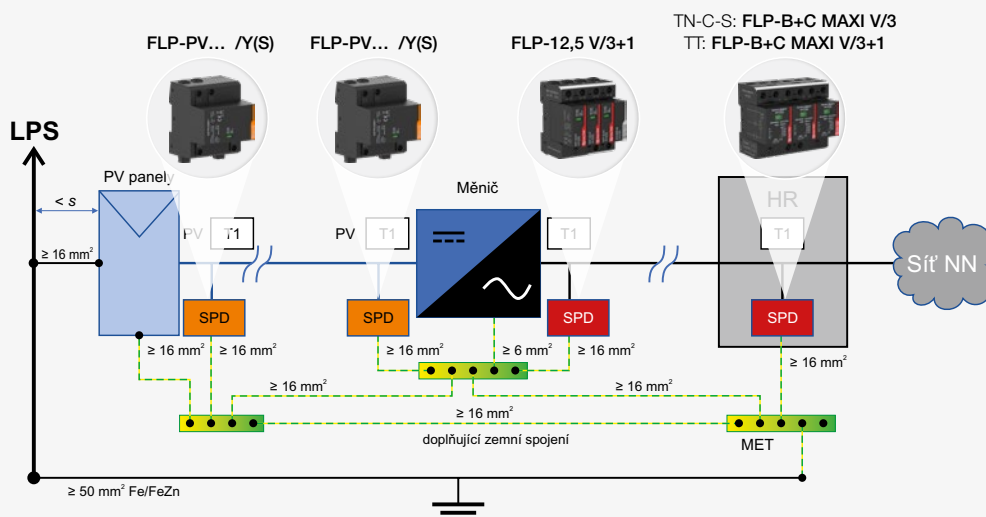 TN-C-S: FLP-B+C MAXI V/3
TT: FLP-B+C MAXI V/3+1
FLP-PV... /Y(S)
FLP-PV... /Y(S)
FLP-12,5 V/3+1
LPS
PV panely
Měnič
HR
< s
PV T1
PV T1
T1
T1
≥ 16 mm²
Síť NN
SPD
SPD
SPD
SPD
≥ 16 mm²
≥ 16 mm²
≥ 16 mm²
≥ 6 mm²
≥ 16 mm²
≥ 16 mm²
≥ 16 mm²
≥ 16 mm²
≥ 16 mm²
doplňující zemní spojení
MET
≥ 50 mm² Fe/FeZn